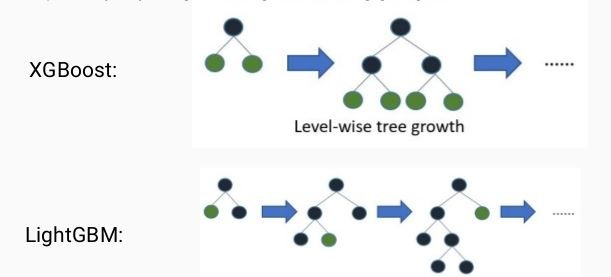 XGBoost:
......
Level-wise tree growth
LightGBM:
......